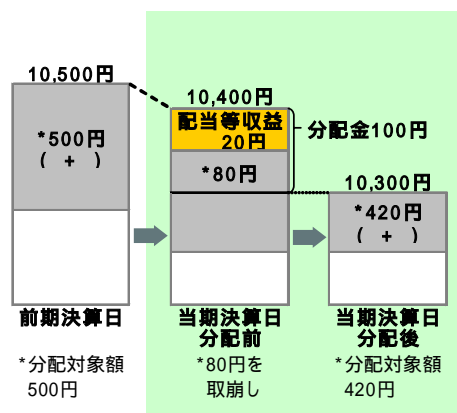 10,500円
*500円
( + )
10,400円
配当等収益
20円
*80円
分配金100円
10,300円
*420円
( + )
前期決算日
当期決算日
分配前
当期決算日
分配後
*分配対象額
500円
*80円を
取崩し
*分配対象額
420円